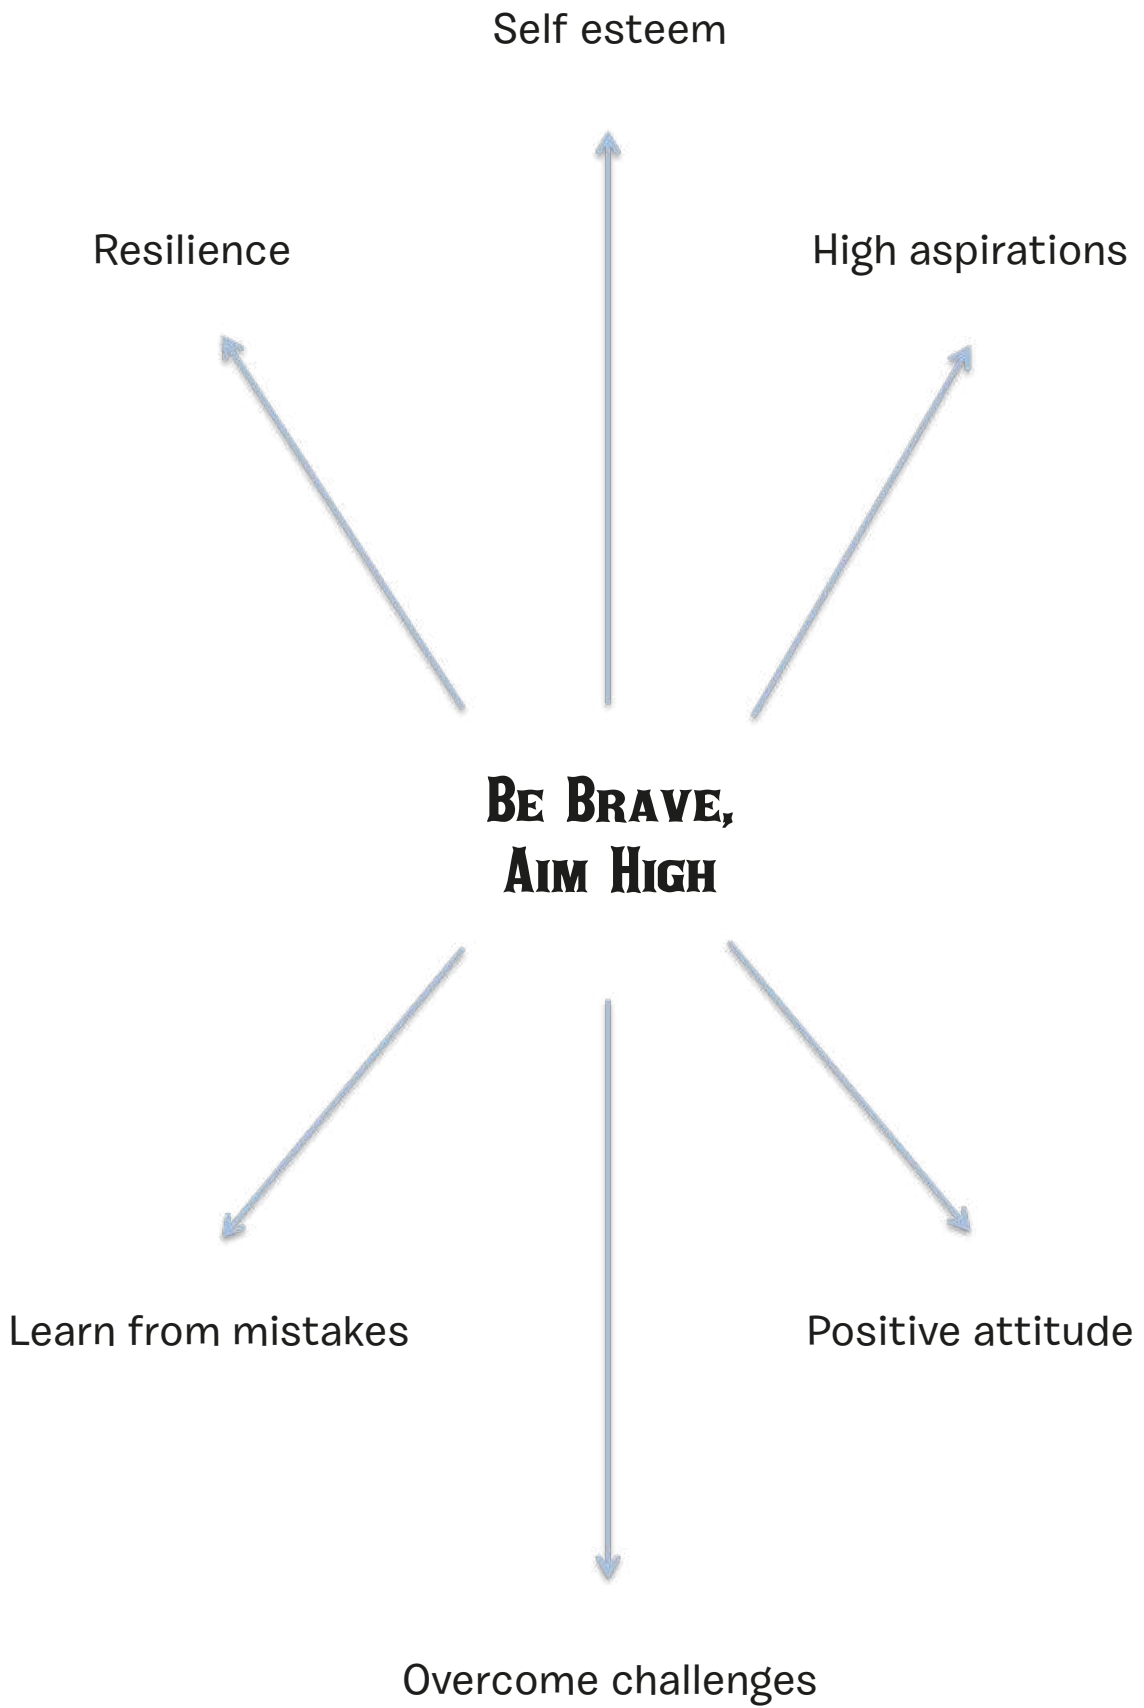 Self esteem
Resilience
High aspirations
Be Brave,
Aim High
Learn from mistakes
Positive attitude
Overcome challenges